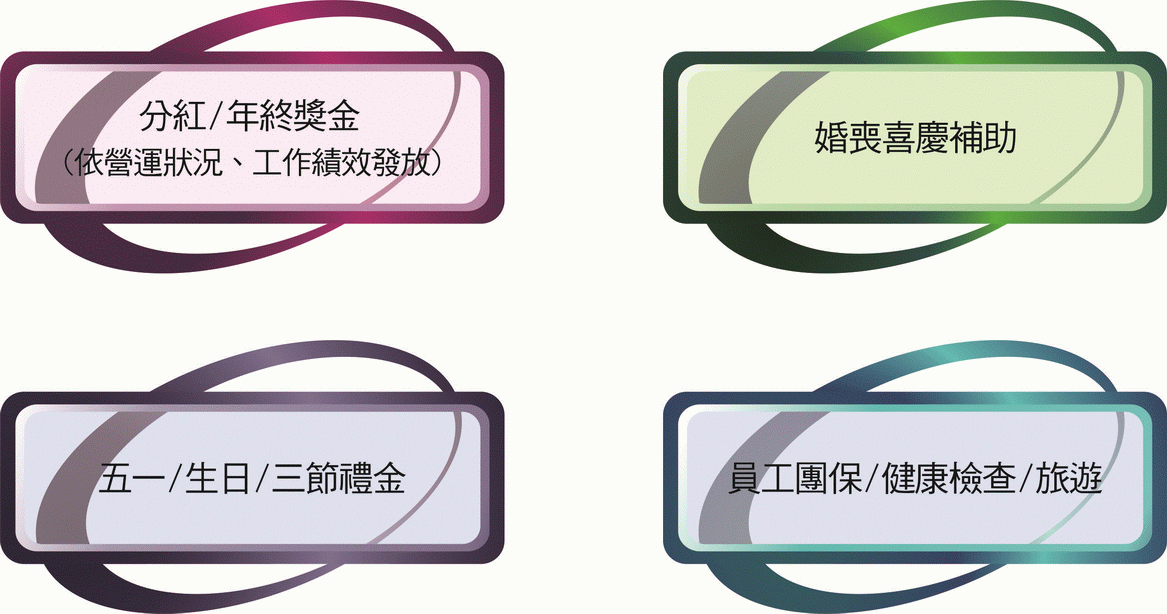 分紅/年終獎金
（依營運狀況、工作績效發放）
婚喪喜慶補助
五一/生日/三節禮金
員工團保/健康檢查/旅遊